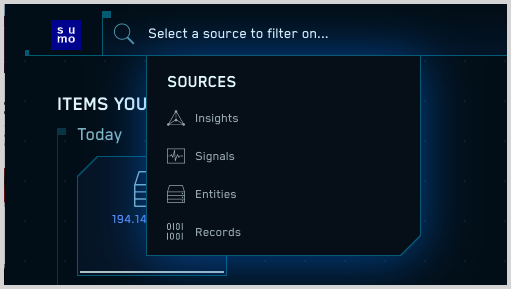 su
mo
Select a source to filter on...
SOURCES
ITEMS YOU
Insights
Today
Signals
Entities
194.14
0101
1001
Records